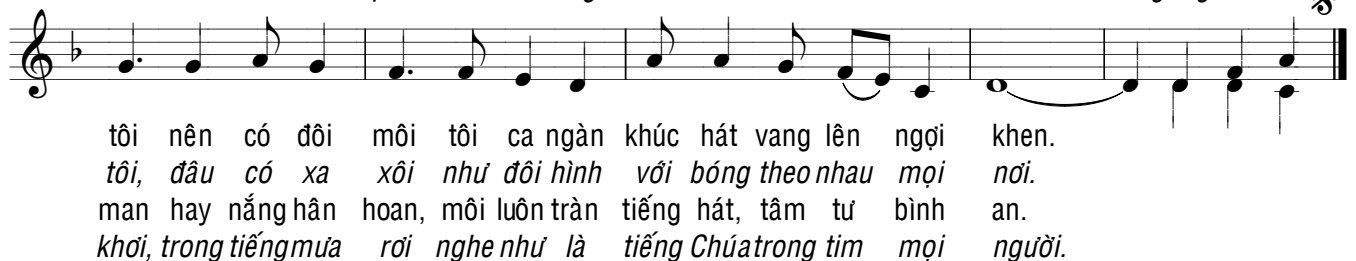 tôi nên có đôi môi tôi ca ngàn khúc hát vang lên ngợi khen.
tôi, đâu có xa xôi như đôi hình với bóng theo nhau mọi nơi.
man hay nắng hân hoan, môi luôn tràn tiếng hát, tâm tư bình an.
khơi, trong tiếng mưa rơi nghe như là tiếng Chúa trong tim mọi người.